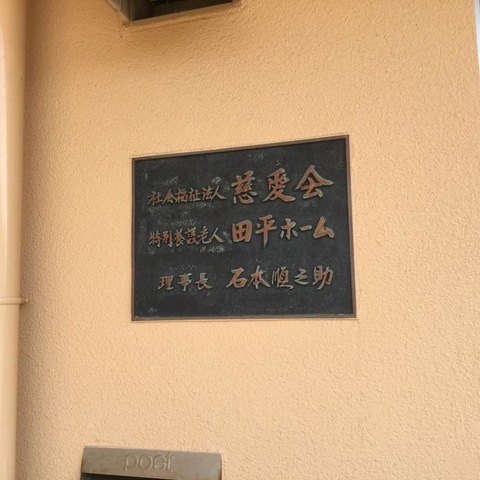 社会福祉法人 慈愛会
特別養護老人 田平ホーム
理事長 石本順之助
post